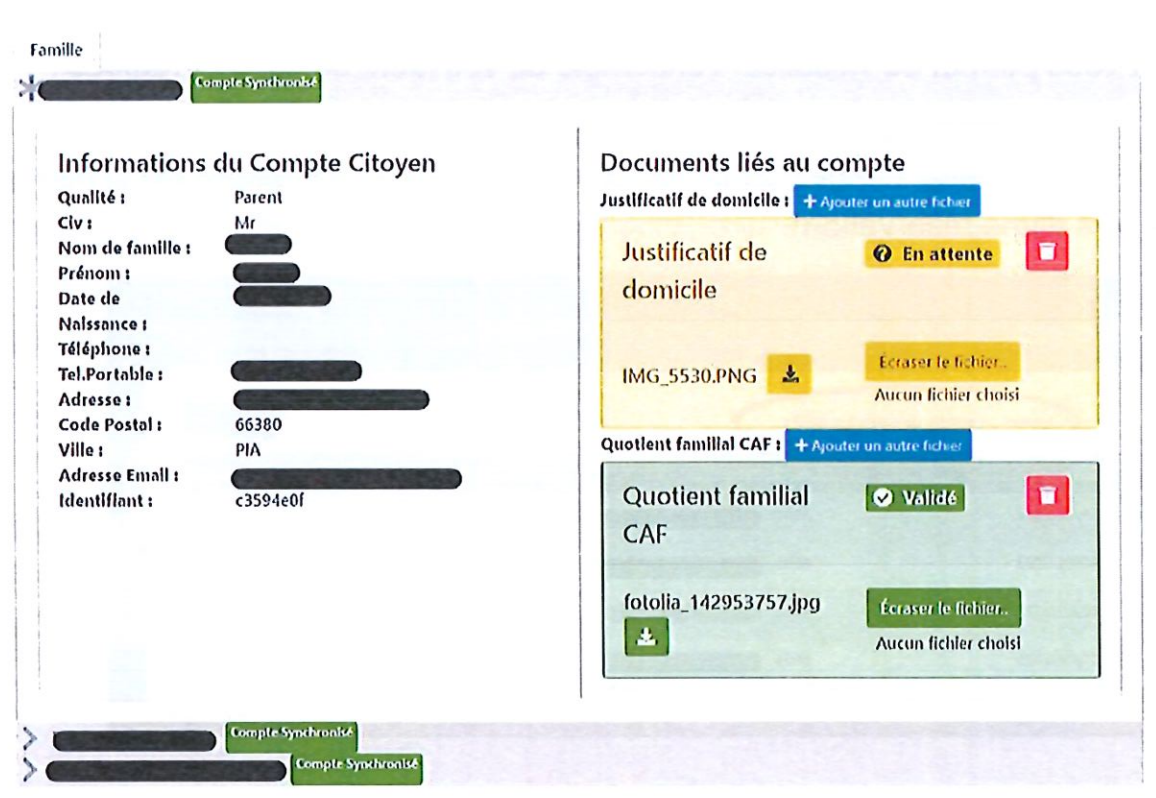 Famille
Compte Synchronisé
Informations du Compte Citoyen
Qualité : Parent
Civ : Mr
Nom de famille :
Prénom :
Date de
Naissance :
Téléphone :
Tel.Portable :
Adresse :
Code Postal : 66380
Ville : PIA
Adresse Email :
Identifiant : c3594e0f
Documents liés au compte
Justificatif de domicile : + Ajouter un autre fichier
Justificatif de En attente
domicile
IMG_5530.PNG Écraser le fichier..
Aucun fichier choisi
Quotient familial CAF : + Ajouter un autre fichier
Quotient familial Validé
CAF
fotolia_142953757.jpg Écraser le fichier..
Aucun fichier choisi
Compte Synchronisé
Compte Synchronisé